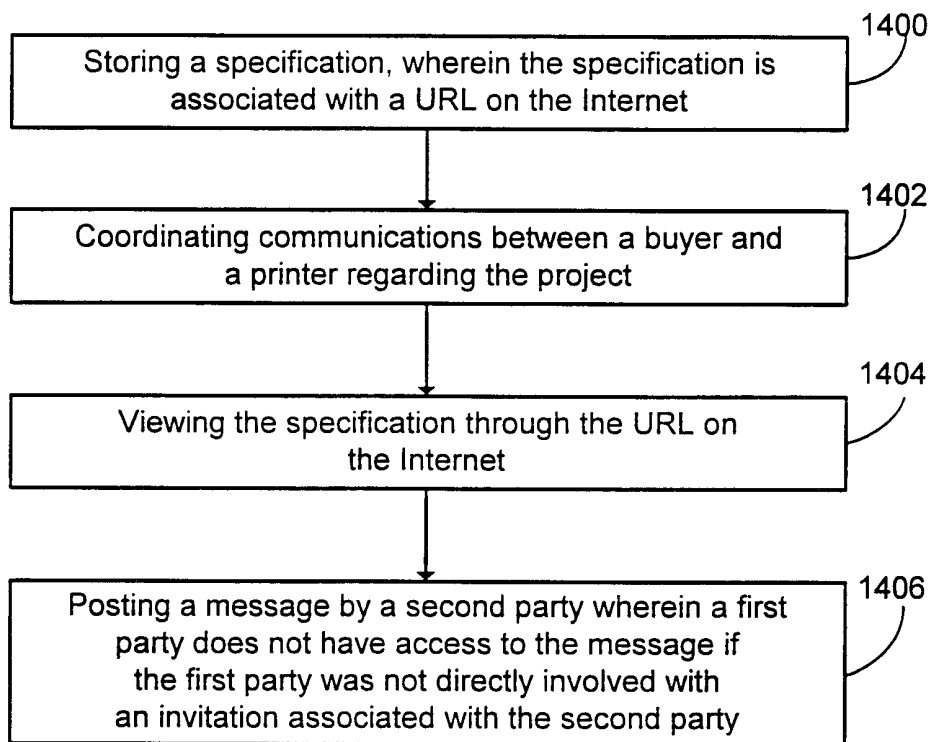 1400
Storing a specification, wherein the specification is
associated with a URL on the Internet
1402
Coordinating communications between a buyer and
a printer regarding the project
1404
Viewing the specification through the URL on
the Internet
1406
Posting a message by a second party wherein a first
party does not have access to the message if
the first party was not directly involved with
an invitation associated with the second party